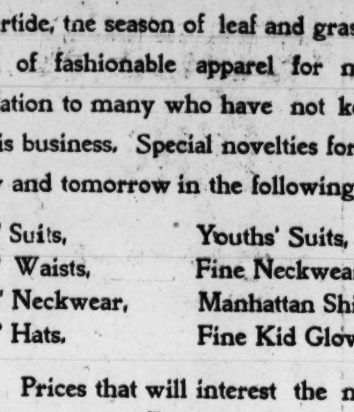 rtide, tne season of leaf and gras
of fashionable apparel for m
ation to many who have not k
is business. Special novelties for
and tomorrow in the following
' Suits,
Youths' Suits,
' Waists,
Fine Neckwea
' Neckwear,
Manhattan Shi
' Hats.
Fine Kid Glov
Prices that will interest the